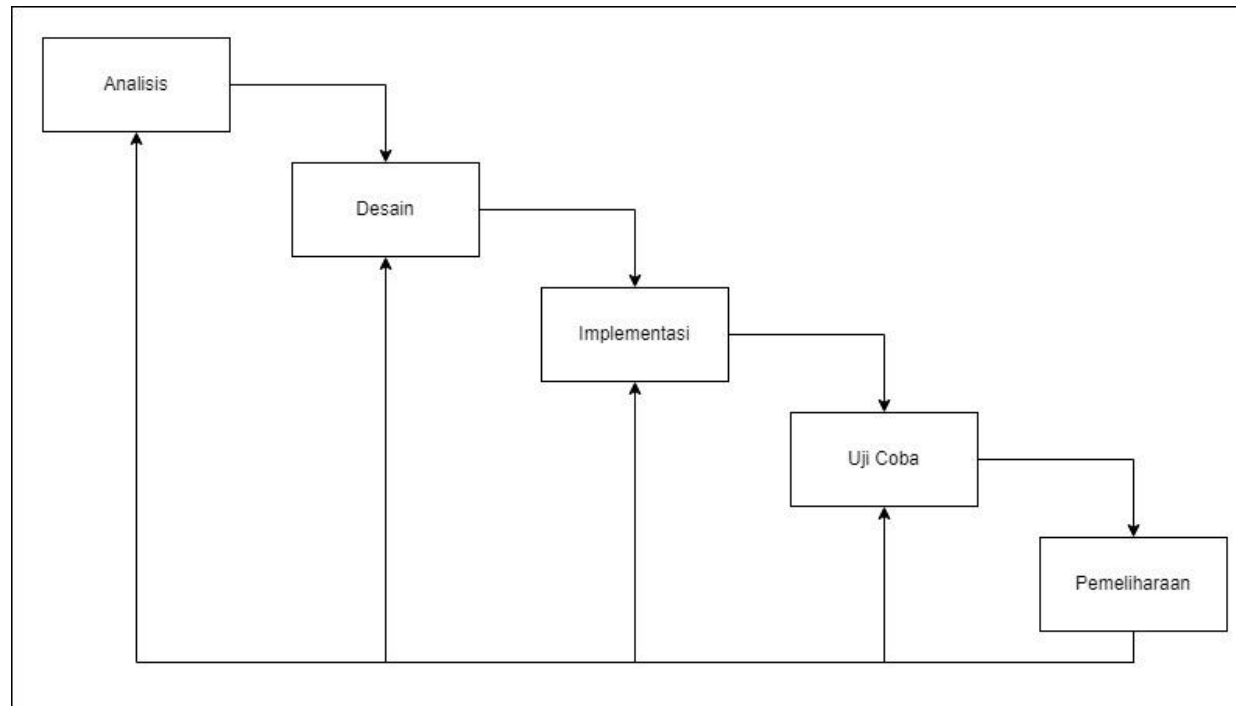 Analisis
Desain
Implementasi
Uji Coba
Pemeliharaan